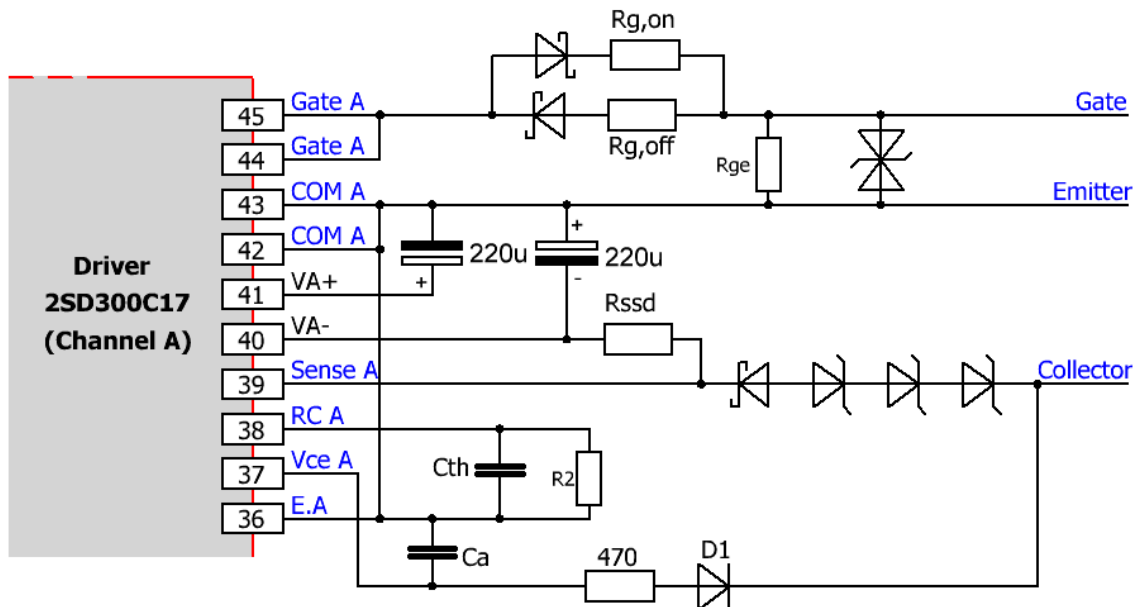 Rg,on
45 Gate A
Gate
Rg,off
44 Gate A
Rge
43 COM A
Emitter
42 COM A
+
220u
220u
Driver
2SD300C17
(Channel A)
41 VA+
+
-
Rssd
40 VA-
39 Sense A
Collector
38 RC A
Cth
R2
37 Vce A
36 E.A
Ca
470
D1